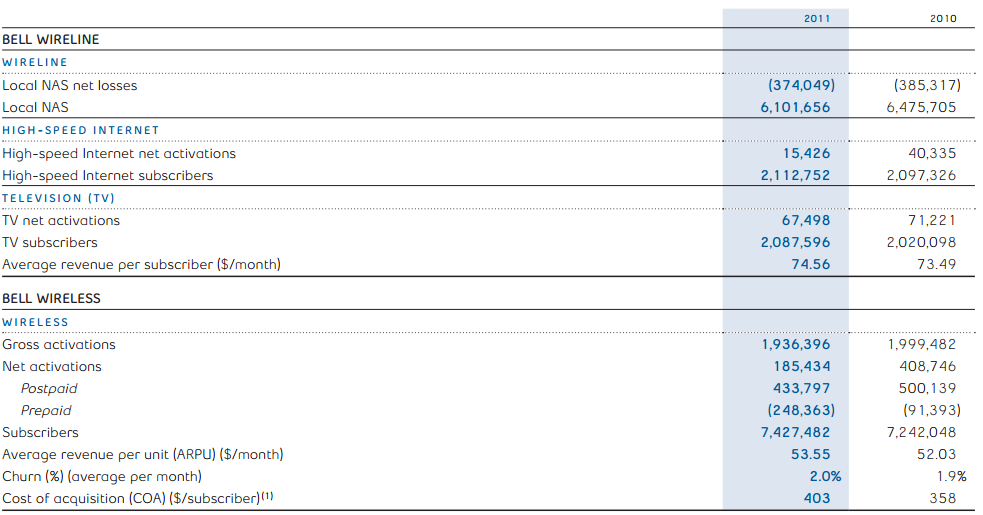 2011 2010
BELL WIRELINE
WIRELINE
Local NAS net losses (374,049) (385,317)
Local NAS 6,101,656 6,475,705
HIGH-SPEED INTERNET
High-speed Internet net activations 15,426 40,335
High-speed Internet subscribers 2,112,752 2,097,326
TELEVISION (TV)
TV net activations 67,498 71,221
TV subscribers 2,087,596 2,020,098
Average revenue per subscriber ($/month) 74.56 73.49
BELL WIRELESS
WIRELESS
Gross activations 1,936,396 1,999,482
Net activations 185,434 408,746
Postpaid 433,797 500,139
Prepaid (248,363) (91,393)
Subscribers 7,427,482 7,242,048
Average revenue per unit (ARPU) ($/month) 53.55 52.03
Churn (%) (average per month) 2.0% 1.9%
Cost of acquisition (COA) ($/subscriber)(1) 403 358